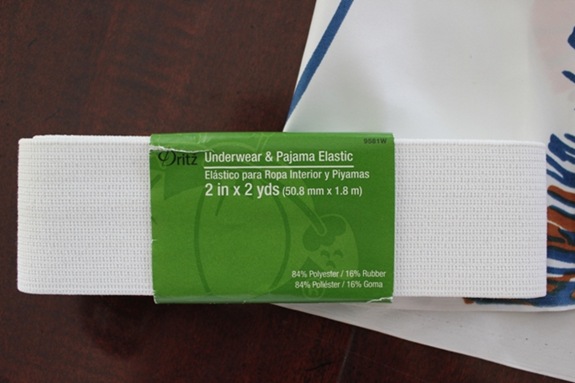 9581W
Dritz Underwear & Pajama Elastic
Elástico para Ropa Interior y Piyamas
2 in x 2 yds (50.8 mm x 1.8 m)
84% Polyester / 16% Rubber
84% Poliéster / 16% Goma